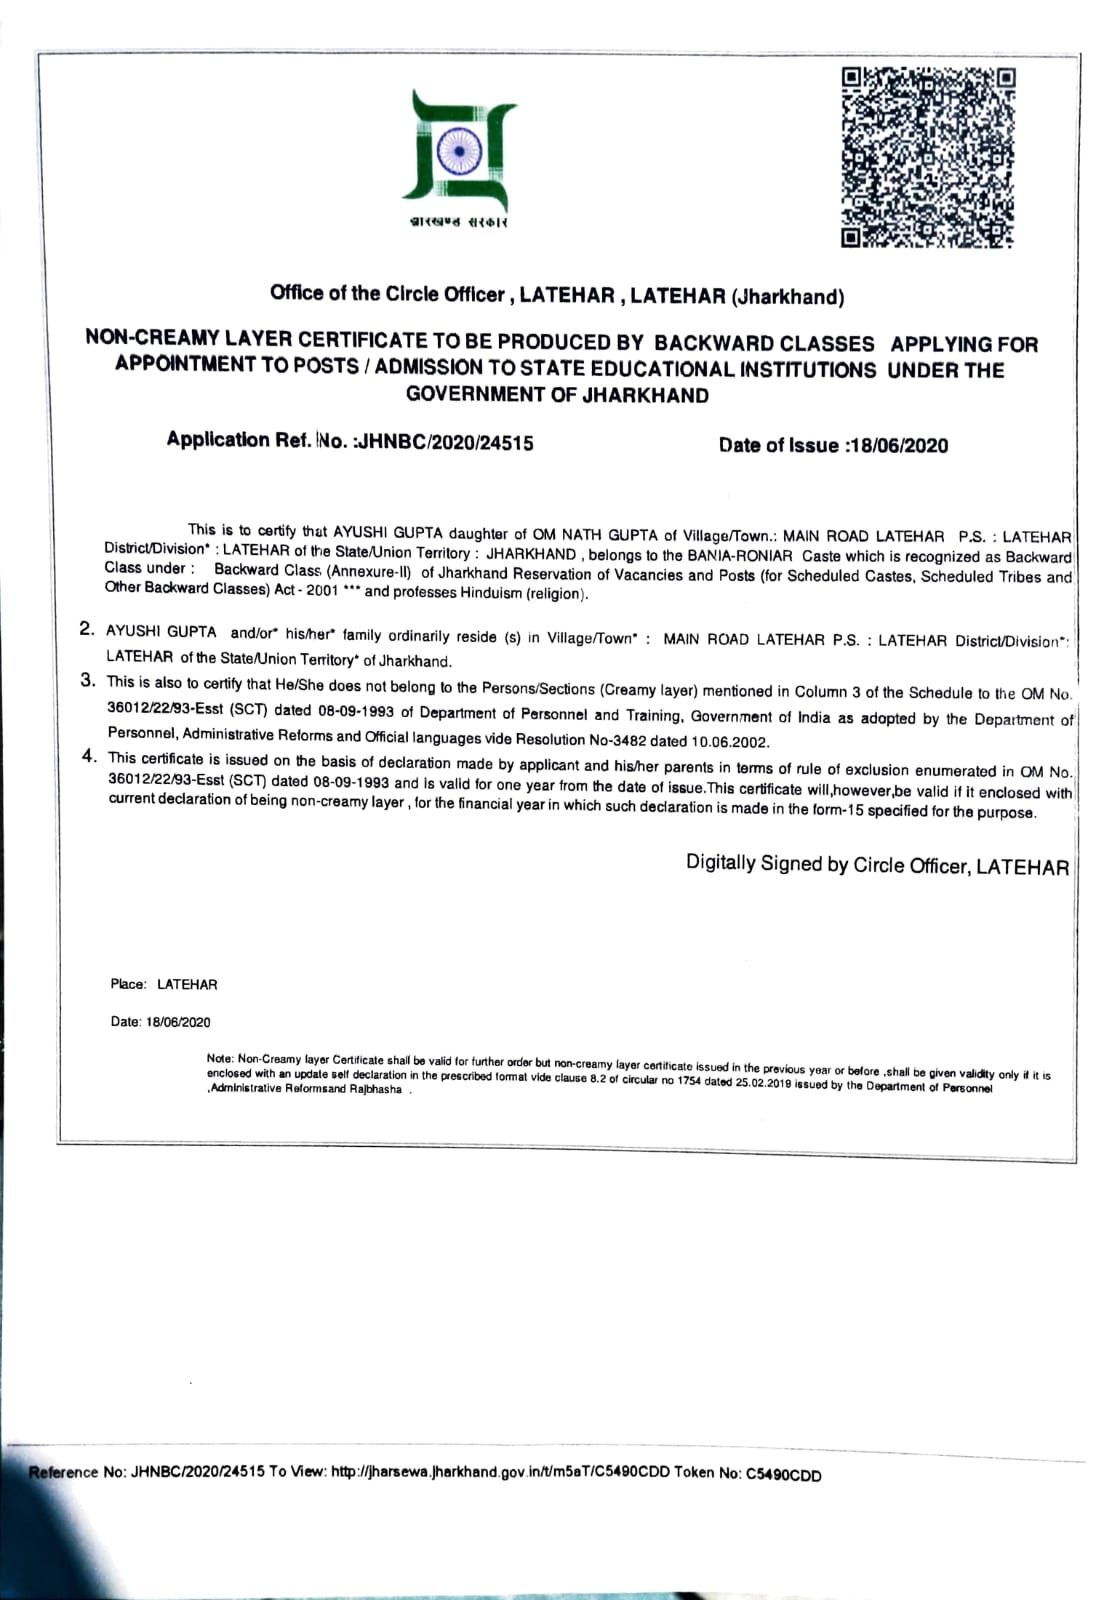 झारखण्ड सरकार
Office of the Circle Officer , LATEHAR , LATEHAR (Jharkhand)
NON-CREAMY LAYER CERTIFICATE TO BE PRODUCED BY BACKWARD CLASSES APPLYING FOR
APPOINTMENT TO POSTS / ADMISSION TO STATE EDUCATIONAL INSTITUTIONS UNDER THE
GOVERNMENT OF JHARKHAND
Application Ref. No. :JHNBC/2020/24515 Date of Issue :18/06/2020
This is to certify that AYUSHI GUPTA daughter of OM NATH GUPTA of Village/Town.: MAIN ROAD LATEHAR P.S. : LATEHAR
District/Division* : LATEHAR of the State/Union Territory : JHARKHAND , belongs to the BANIA-RONIAR Caste which is recognized as Backward
Class under : Backward Class (Annexure-II) of Jharkhand Reservation of Vacancies and Posts (for Scheduled Castes, Scheduled Tribes and
Other Backward Classes) Act - 2001 *** and professes Hinduism (religion).
2. AYUSHI GUPTA and/or* his/her* family ordinarily reside (s) in Village/Town* : MAIN ROAD LATEHAR P.S. : LATEHAR District/Division*:
LATEHAR of the State/Union Territory* of Jharkhand.
3. This is also to certify that He/She does not belong to the Persons/Sections (Creamy layer) mentioned in Column 3 of the Schedule to the OM No.
36012/22/93-Esst (SCT) dated 08-09-1993 of Department of Personnel and Training, Government of India as adopted by the Department of
Personnel, Administrative Reforms and Official languages vide Resolution No-3482 dated 10.06.2002.
4. This certificate is issued on the basis of declaration made by applicant and his/her parents in terms of rule of exclusion enumerated in OM No.
36012/22/93-Esst (SCT) dated 08-09-1993 and is valid for one year from the date of issue.This certificate will,however,be valid if it enclosed with
current declaration of being non-creamy layer , for the financial year in which such declaration is made in the form-15 specified for the purpose.
Digitally Signed by Circle Officer, LATEHAR
Place: LATEHAR
Date: 18/06/2020
Note: Non-Creamy layer Certificate shall be valid for further order but non-creamy layer certificate issued in the previous year or before ,shall be given validity only if it is
enclosed with an update self declaration in the prescribed format vide clause 8.2 of circular no 1754 dated 25.02.2019 issued by the Department of Personnel
,Administrative Reformsand Rajbhasha .
Reference No: JHNBC/2020/24515 To View: http://jharsewa.jharkhand.gov.in/t/m5aT/C5490CDD Token No: C5490CDD